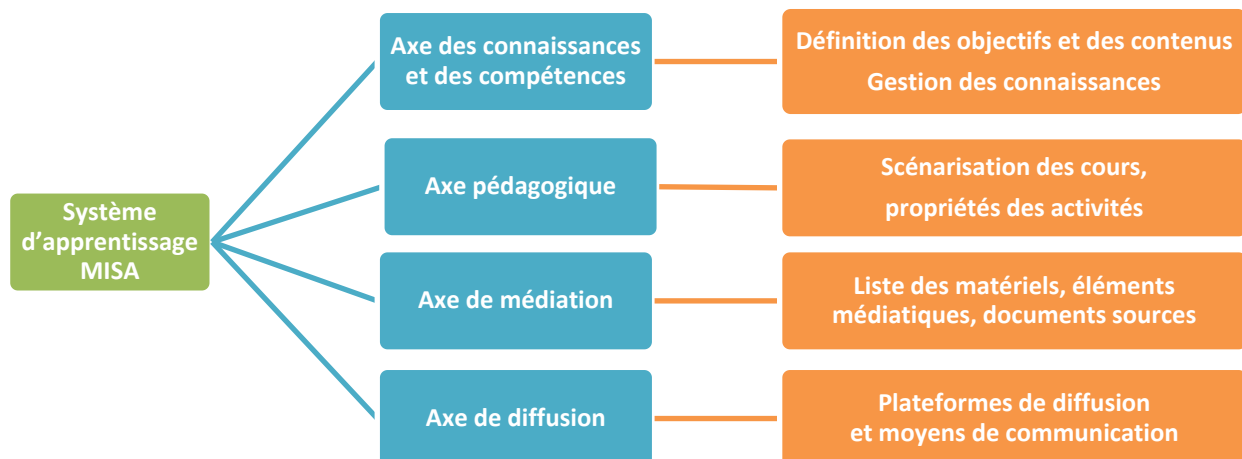 Système
d’apprentissage
MISA
Axe des connaissances
et des compétences
Définition des objectifs et des contenus
Gestion des connaissances
Axe pédagogique
Scénarisation des cours,
propriétés des activités
Axe de médiation
Liste des matériels, éléments
médiatiques, documents sources
Axe de diffusion
Plateformes de diffusion
et moyens de communication